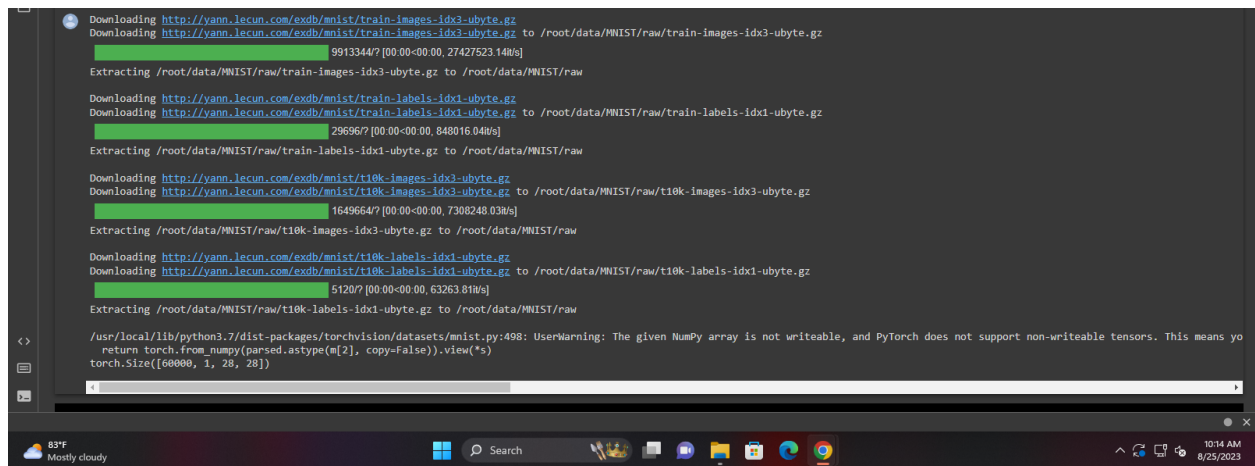 Downloading http://yann.lecun.com/exdb/mnist/train-images-idx3-ubyte.gz
Downloading http://yann.lecun.com/exdb/mnist/train-images-idx3-ubyte.gz to /root/data/MNIST/raw/train-images-idx3-ubyte.gz
9913344/? [00:00<00:00, 27427523.14it/s]
Extracting /root/data/MNIST/raw/train-images-idx3-ubyte.gz to /root/data/MNIST/raw
Downloading http://yann.lecun.com/exdb/mnist/train-labels-idx1-ubyte.gz
Downloading http://yann.lecun.com/exdb/mnist/train-labels-idx1-ubyte.gz to /root/data/MNIST/raw/train-labels-idx1-ubyte.gz
29696/? [00:00<00:00, 848016.04it/s]
Extracting /root/data/MNIST/raw/train-labels-idx1-ubyte.gz to /root/data/MNIST/raw
Downloading http://yann.lecun.com/exdb/mnist/t10k-images-idx3-ubyte.gz
Downloading http://yann.lecun.com/exdb/mnist/t10k-images-idx3-ubyte.gz to /root/data/MNIST/raw/t10k-images-idx3-ubyte.gz
1649664/? [00:00<00:00, 7308248.03it/s]
Extracting /root/data/MNIST/raw/t10k-images-idx3-ubyte.gz to /root/data/MNIST/raw
Downloading http://yann.lecun.com/exdb/mnist/t10k-labels-idx1-ubyte.gz
Downloading http://yann.lecun.com/exdb/mnist/t10k-labels-idx1-ubyte.gz to /root/data/MNIST/raw/t10k-labels-idx1-ubyte.gz
5120/? [00:00<00:00, 63263.81it/s]
Extracting /root/data/MNIST/raw/t10k-labels-idx1-ubyte.gz to /root/data/MNIST/raw
/usr/local/lib/python3.7/dist-packages/torchvision/datasets/mnist.py:498: UserWarning: The given NumPy array is not writeable, and PyTorch does not support non-writeable tensors. This means yo
return torch.from_numpy(parsed.astype(m[2], copy=False)).view(*s)
torch.Size([60000, 1, 28, 28])
83°F
Mostly cloudy
Search
10:14 AM
8/25/2023